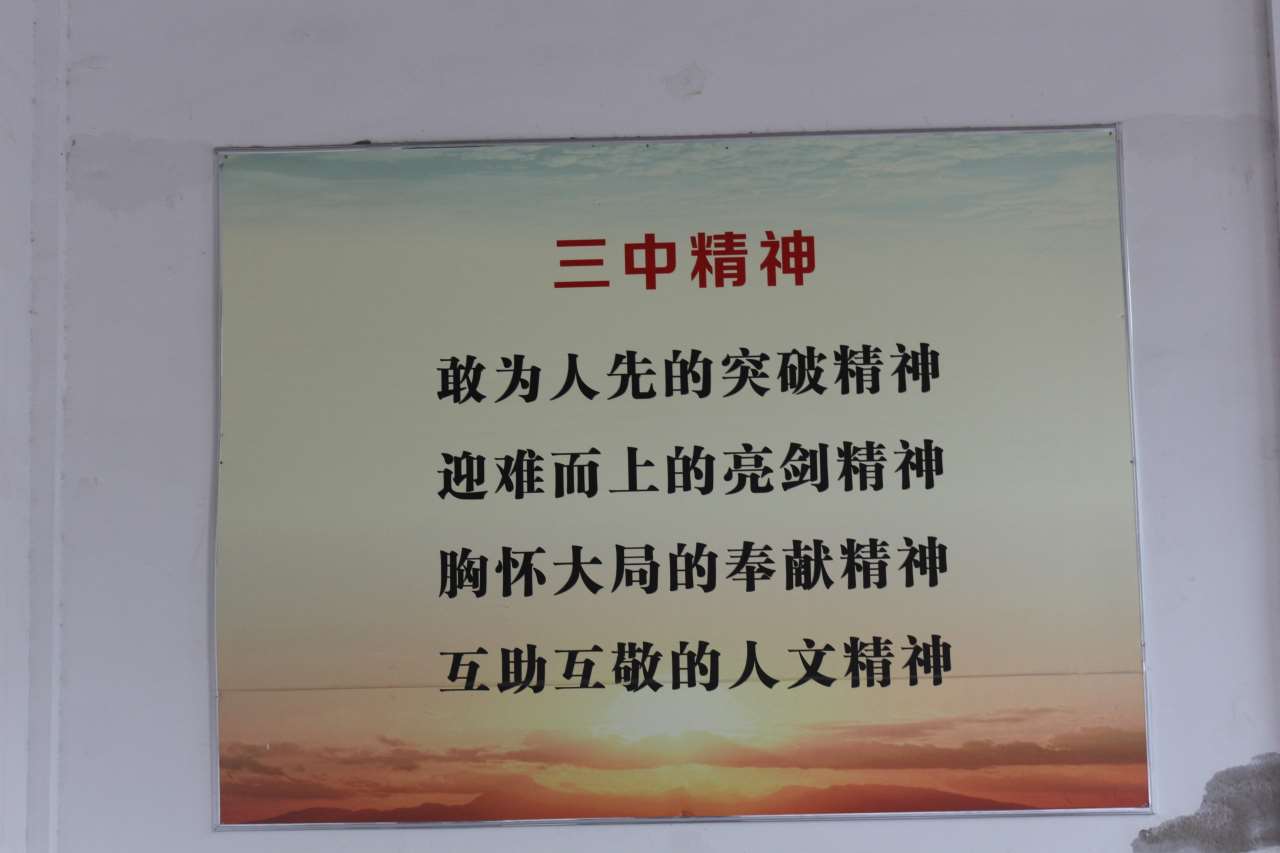 三中精神
敢为人先的突破精神
迎难而上的亮剑精神
胸怀大局的奉献精神
互助互敬的人文精神